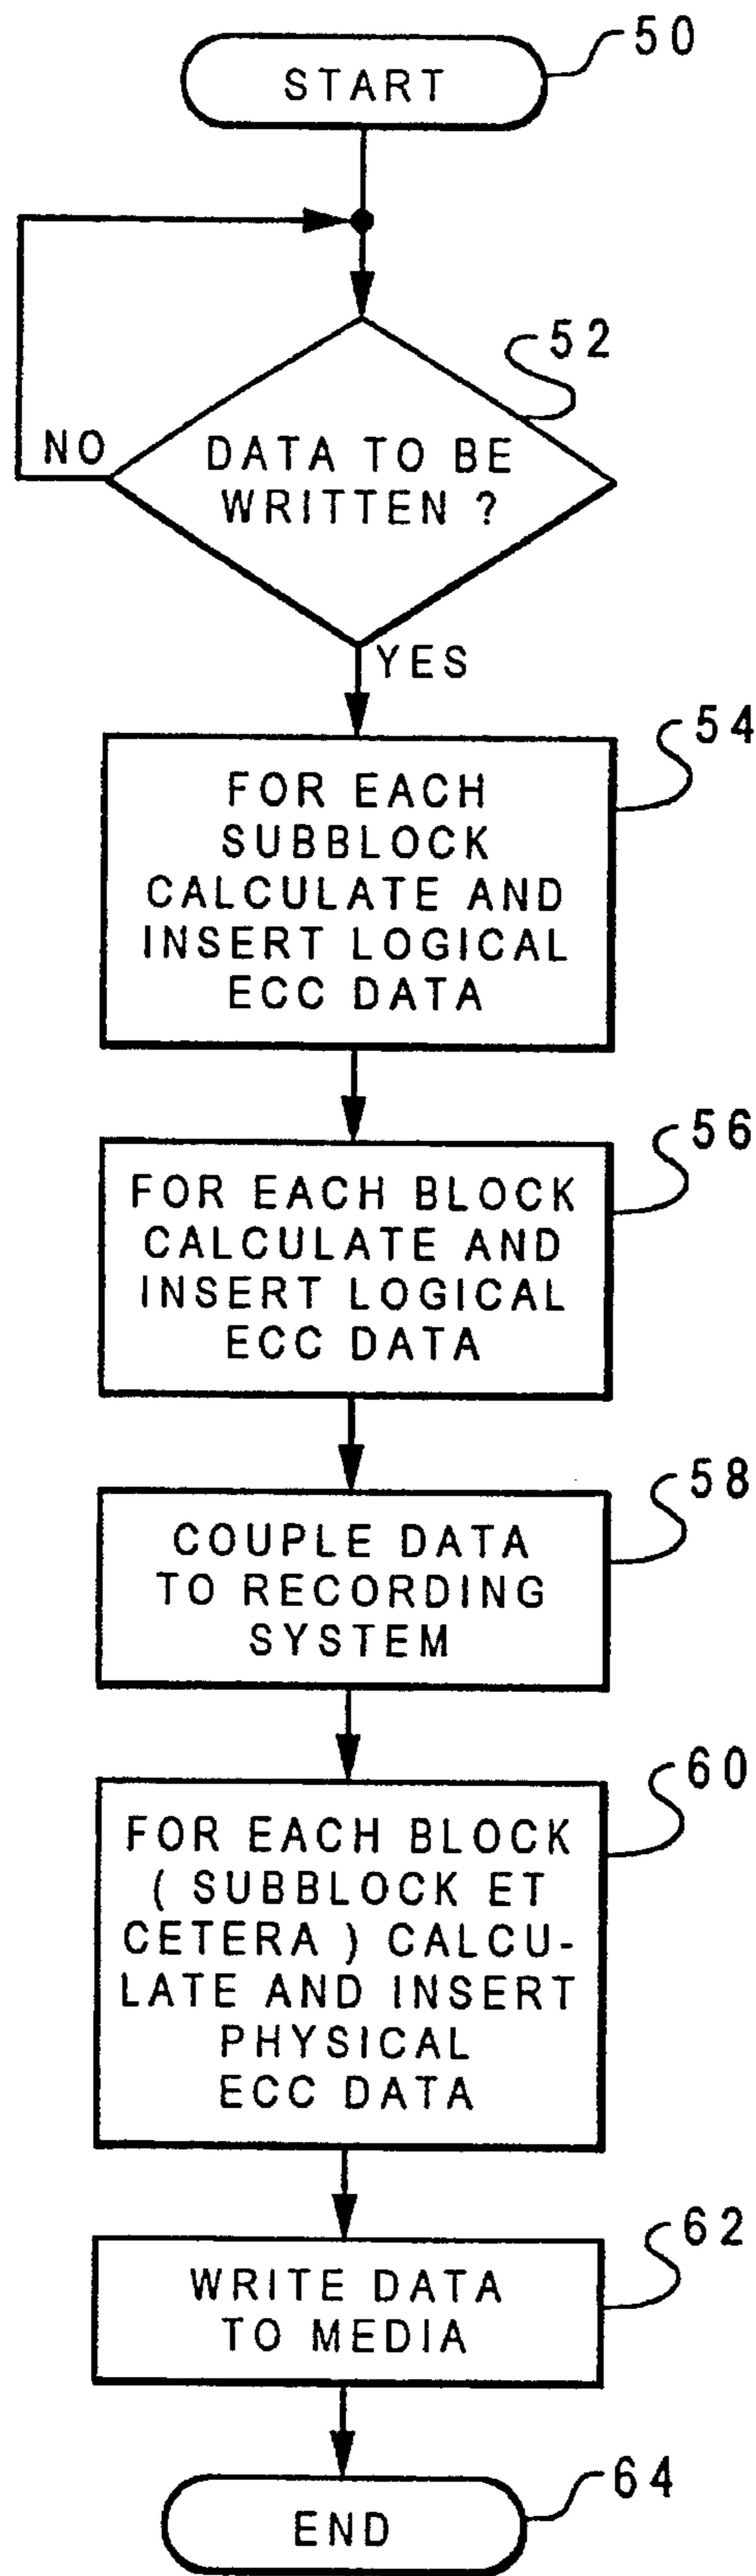 START
50
52
DATA TO BE
WRITTEN ?
NO
YES
54
FOR EACH
SUBBLOCK
CALCULATE AND
INSERT LOGICAL
ECC DATA
56
FOR EACH BLOCK
CALCULATE AND
INSERT LOGICAL
ECC DATA
58
COUPLE DATA
TO RECORDING
SYSTEM
60
FOR EACH BLOCK
( SUBBLOCK ET
CETERA ) CALCU-
LATE AND INSERT
PHYSICAL
ECC DATA
62
WRITE DATA
TO MEDIA
64
END